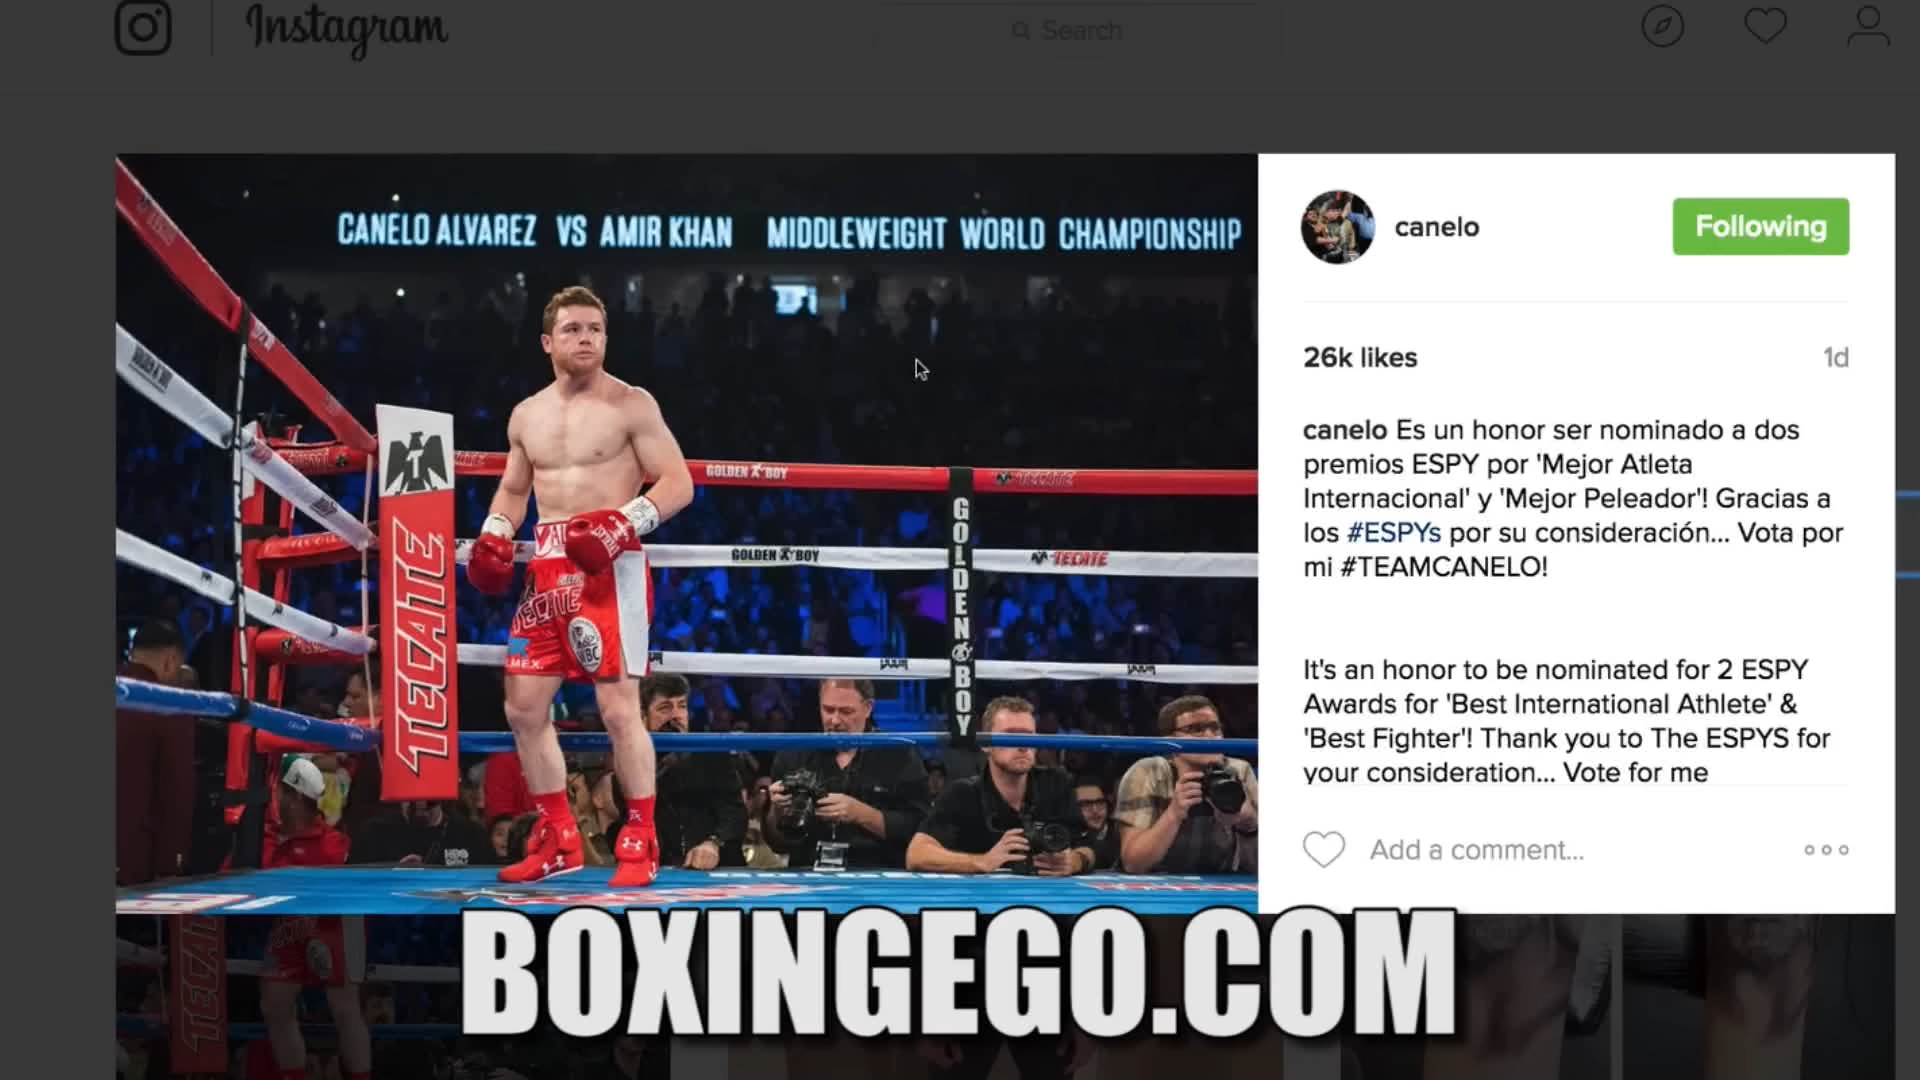 Instagram
Search
CANELO ALVAREZ VS AMIR KHAN MIDDLEWEIGHT WORLD CHAMPIONSHIP
canelo
Following
26k likes
1d
canelo Es un honor ser nominado a dos
premios ESPY por 'Mejor Atleta
Internacional' y 'Mejor Peleador'! Gracias a
los #ESPYs por su consideración... Vota por
mi #TEAMCANELO!
It's an honor to be nominated for 2 ESPY
Awards for 'Best International Athlete' &
'Best Fighter'! Thank you to The ESPYS for
your consideration... Vote for me
Add a comment...
GOLDEN BOY
TECATE
GOLDEN BOY
TECATE
GOLDEN BOY
TECATE
TECATE
WBC
HBO
BOXINGEGO.COM